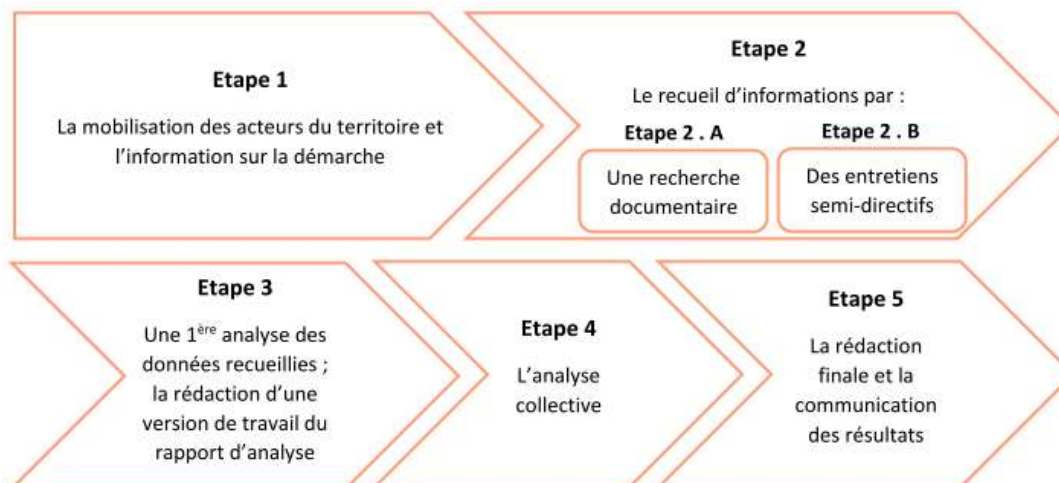 Etape 1
La mobilisation des acteurs du territoire et
l’information sur la démarche
Etape 2
Le recueil d’informations par :
Etape 2 . A
Une recherche
documentaire
Etape 2 . B
Des entretiens
semi-directifs
Etape 3
Une 1ère analyse des
données recueillies ;
la rédaction d’une
version de travail du
rapport d’analyse
Etape 4
L’analyse
collective
Etape 5
La rédaction
finale et la
communication
des résultats